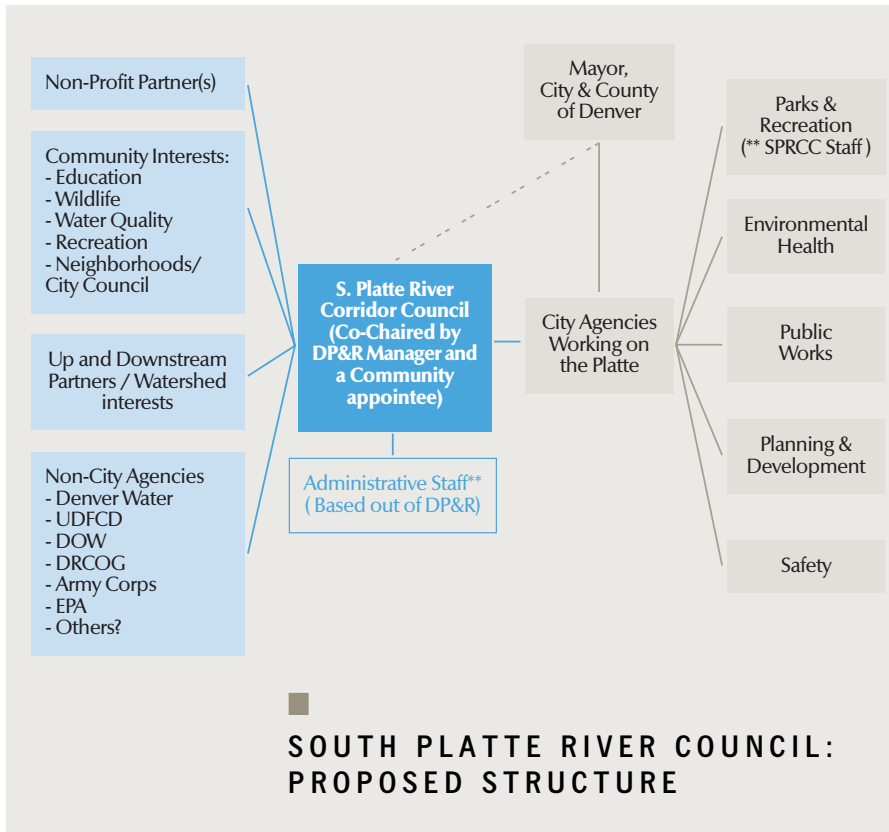 Non-Profit Partner(s)
Community Interests:
- Education
- Wildlife
- Water Quality
- Recreation
- Neighborhoods/
City Council
Up and Downstream
Partners / Watershed
interests
Non-City Agencies
- Denver Water
- UDFCD
- DOW
- DRCOG
- Army Corps
- EPA
- Others?
S. Platte River
Corridor Council
(Co-Chaired by
DP&R Manager and
a Community
appointee)
Administrative Staff**
( Based out of DP&R)
Mayor,
City & County
of Denver
City Agencies
Working on
the Platte
Parks &
Recreation
(** SPRCC Staff )
Environmental
Health
Public
Works
Planning &
Development
Safety
SOUTH PLATTE RIVER COUNCIL:
PROPOSED STRUCTURE